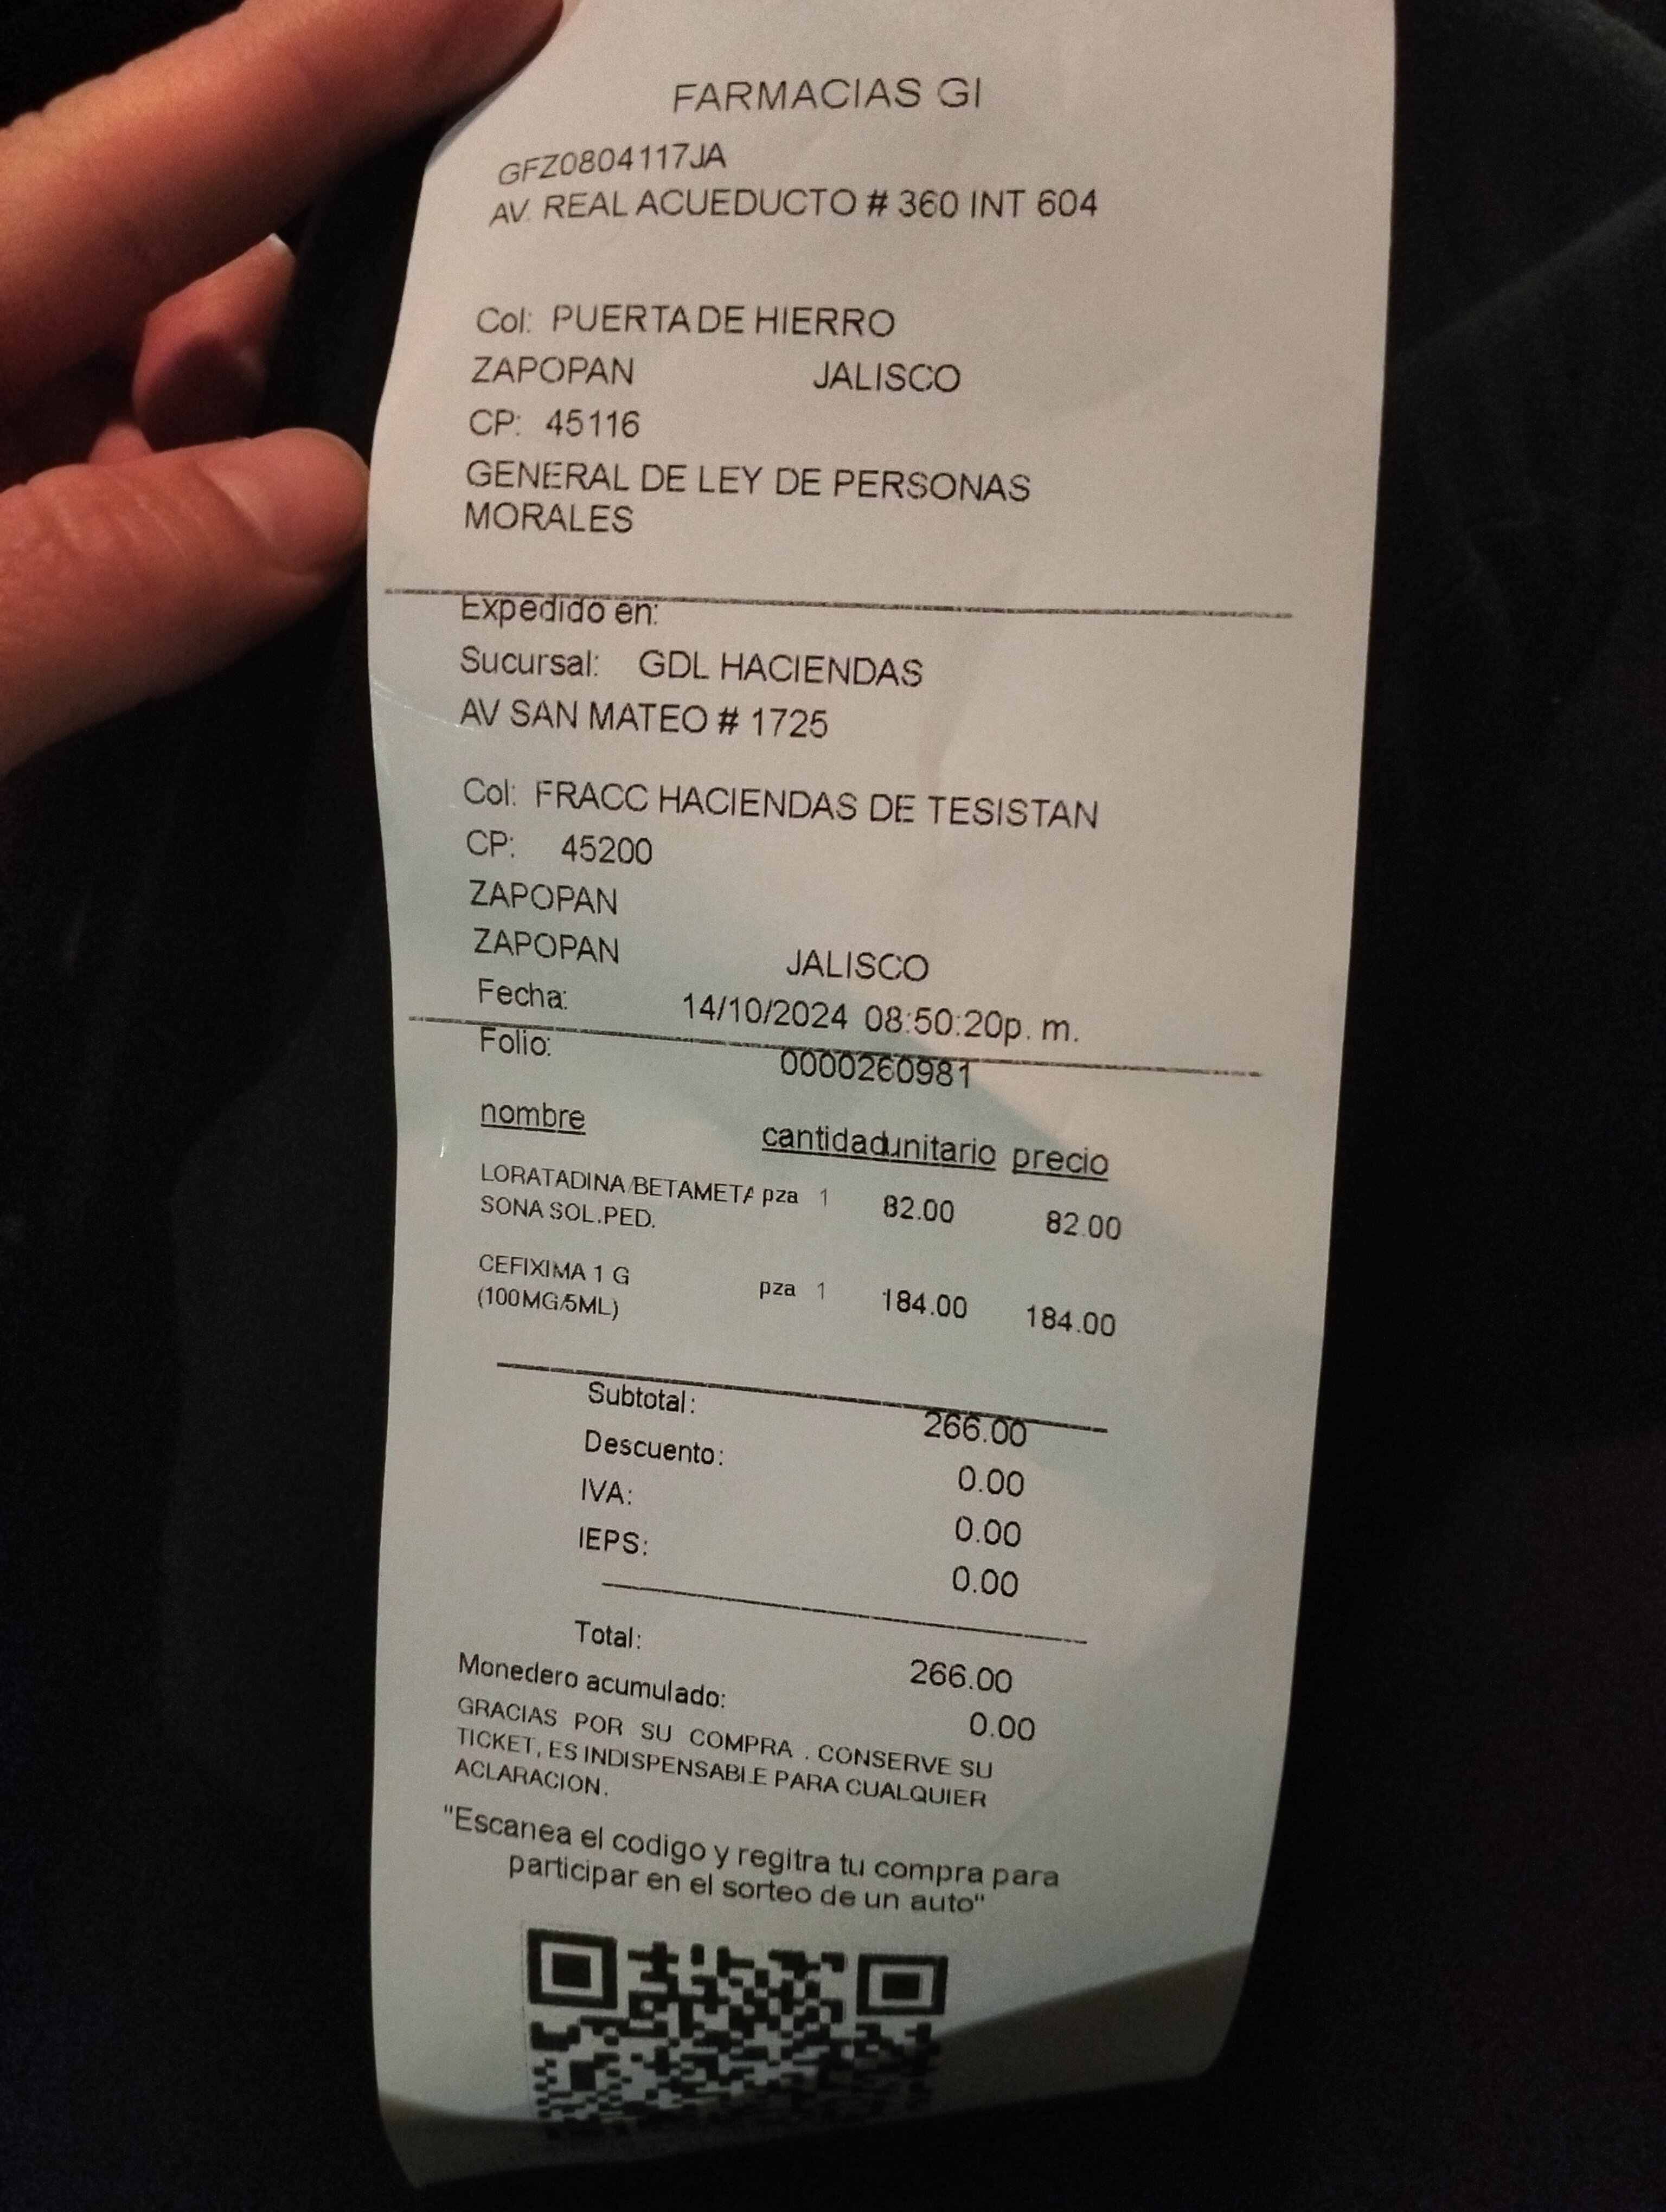 FARMACIAS GI
GFZ0804117JA
AV. REAL ACUEDUCTO # 360 INT 604
Col: PUERTA DE HIERRO
ZAPOPAN JALISCO
CP: 45116
GENERAL DE LEY DE PERSONAS
MORALES
Expedido en:
Sucursal: GDL HACIENDAS
AV SAN MATEO # 1725
Col: FRACC HACIENDAS DE TESISTAN
CP: 45200
ZAPOPAN
ZAPOPAN JALISCO
Fecha: 14/10/2024 08:50:20p. m.
Folio: 0000260981
nombre cantidad unitario precio
LORATADINA/BETAMETA pza 1 82.00 82.00
SONA SOL.PED.
CEFIXIMA 1 G pza 1 184.00 184.00
(100MG/5ML)
Subtotal: 266.00
Descuento: 0.00
IVA: 0.00
IEPS: 0.00
Total: 266.00
Monedero acumulado: 0.00
GRACIAS POR SU COMPRA . CONSERVE SU
TICKET, ES INDISPENSABLE PARA CUALQUIER
ACLARACION.
"Escanea el codigo y regitra tu compra para
participar en el sorteo de un auto"